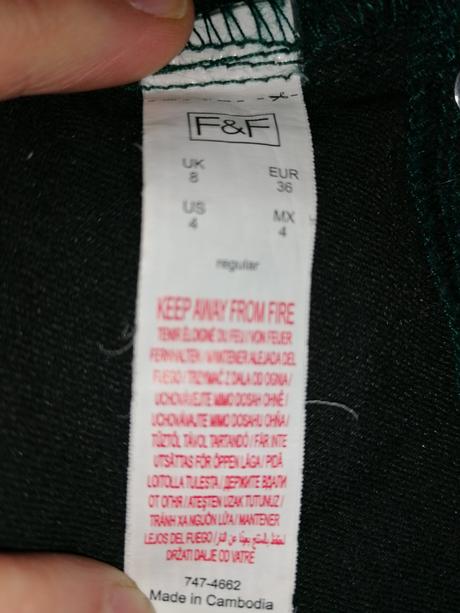 F&F
UK
8
EUR
36
US
4
MX
4
regular
KEEP AWAY FROM FIRE
TENIR ÉLOIGNÉ DU FEU / VON FEUER
FERNHALTEN / MANTENER ALEJADA DEL
FUEGO / TRZYMAĆ Z DALA OD OGNIA /
UCHOVÁVEJTE MIMO DOSAH OHNĚ /
UCHOVÁVAJTE MIMO DOSAHU OHŇA /
TŰZTŐL TÁVOL TARTANDÓ / FÅR INTE
UTSÄTTAS FÖR ÖPPEN LÅGA / PIDÄ
LOITOLLA TULESTA / ДЕРЖИТЕ ВДАЛИ
ОТ ОГНЯ / ATEŞTEN UZAK TUTUNUZ /
TRÁNH XA NGUỒN LỬA / MANTENER
LEJOS DEL FUEGO /
DRŽATI DALJE OD VATRE
747-4662
Made in Cambodia